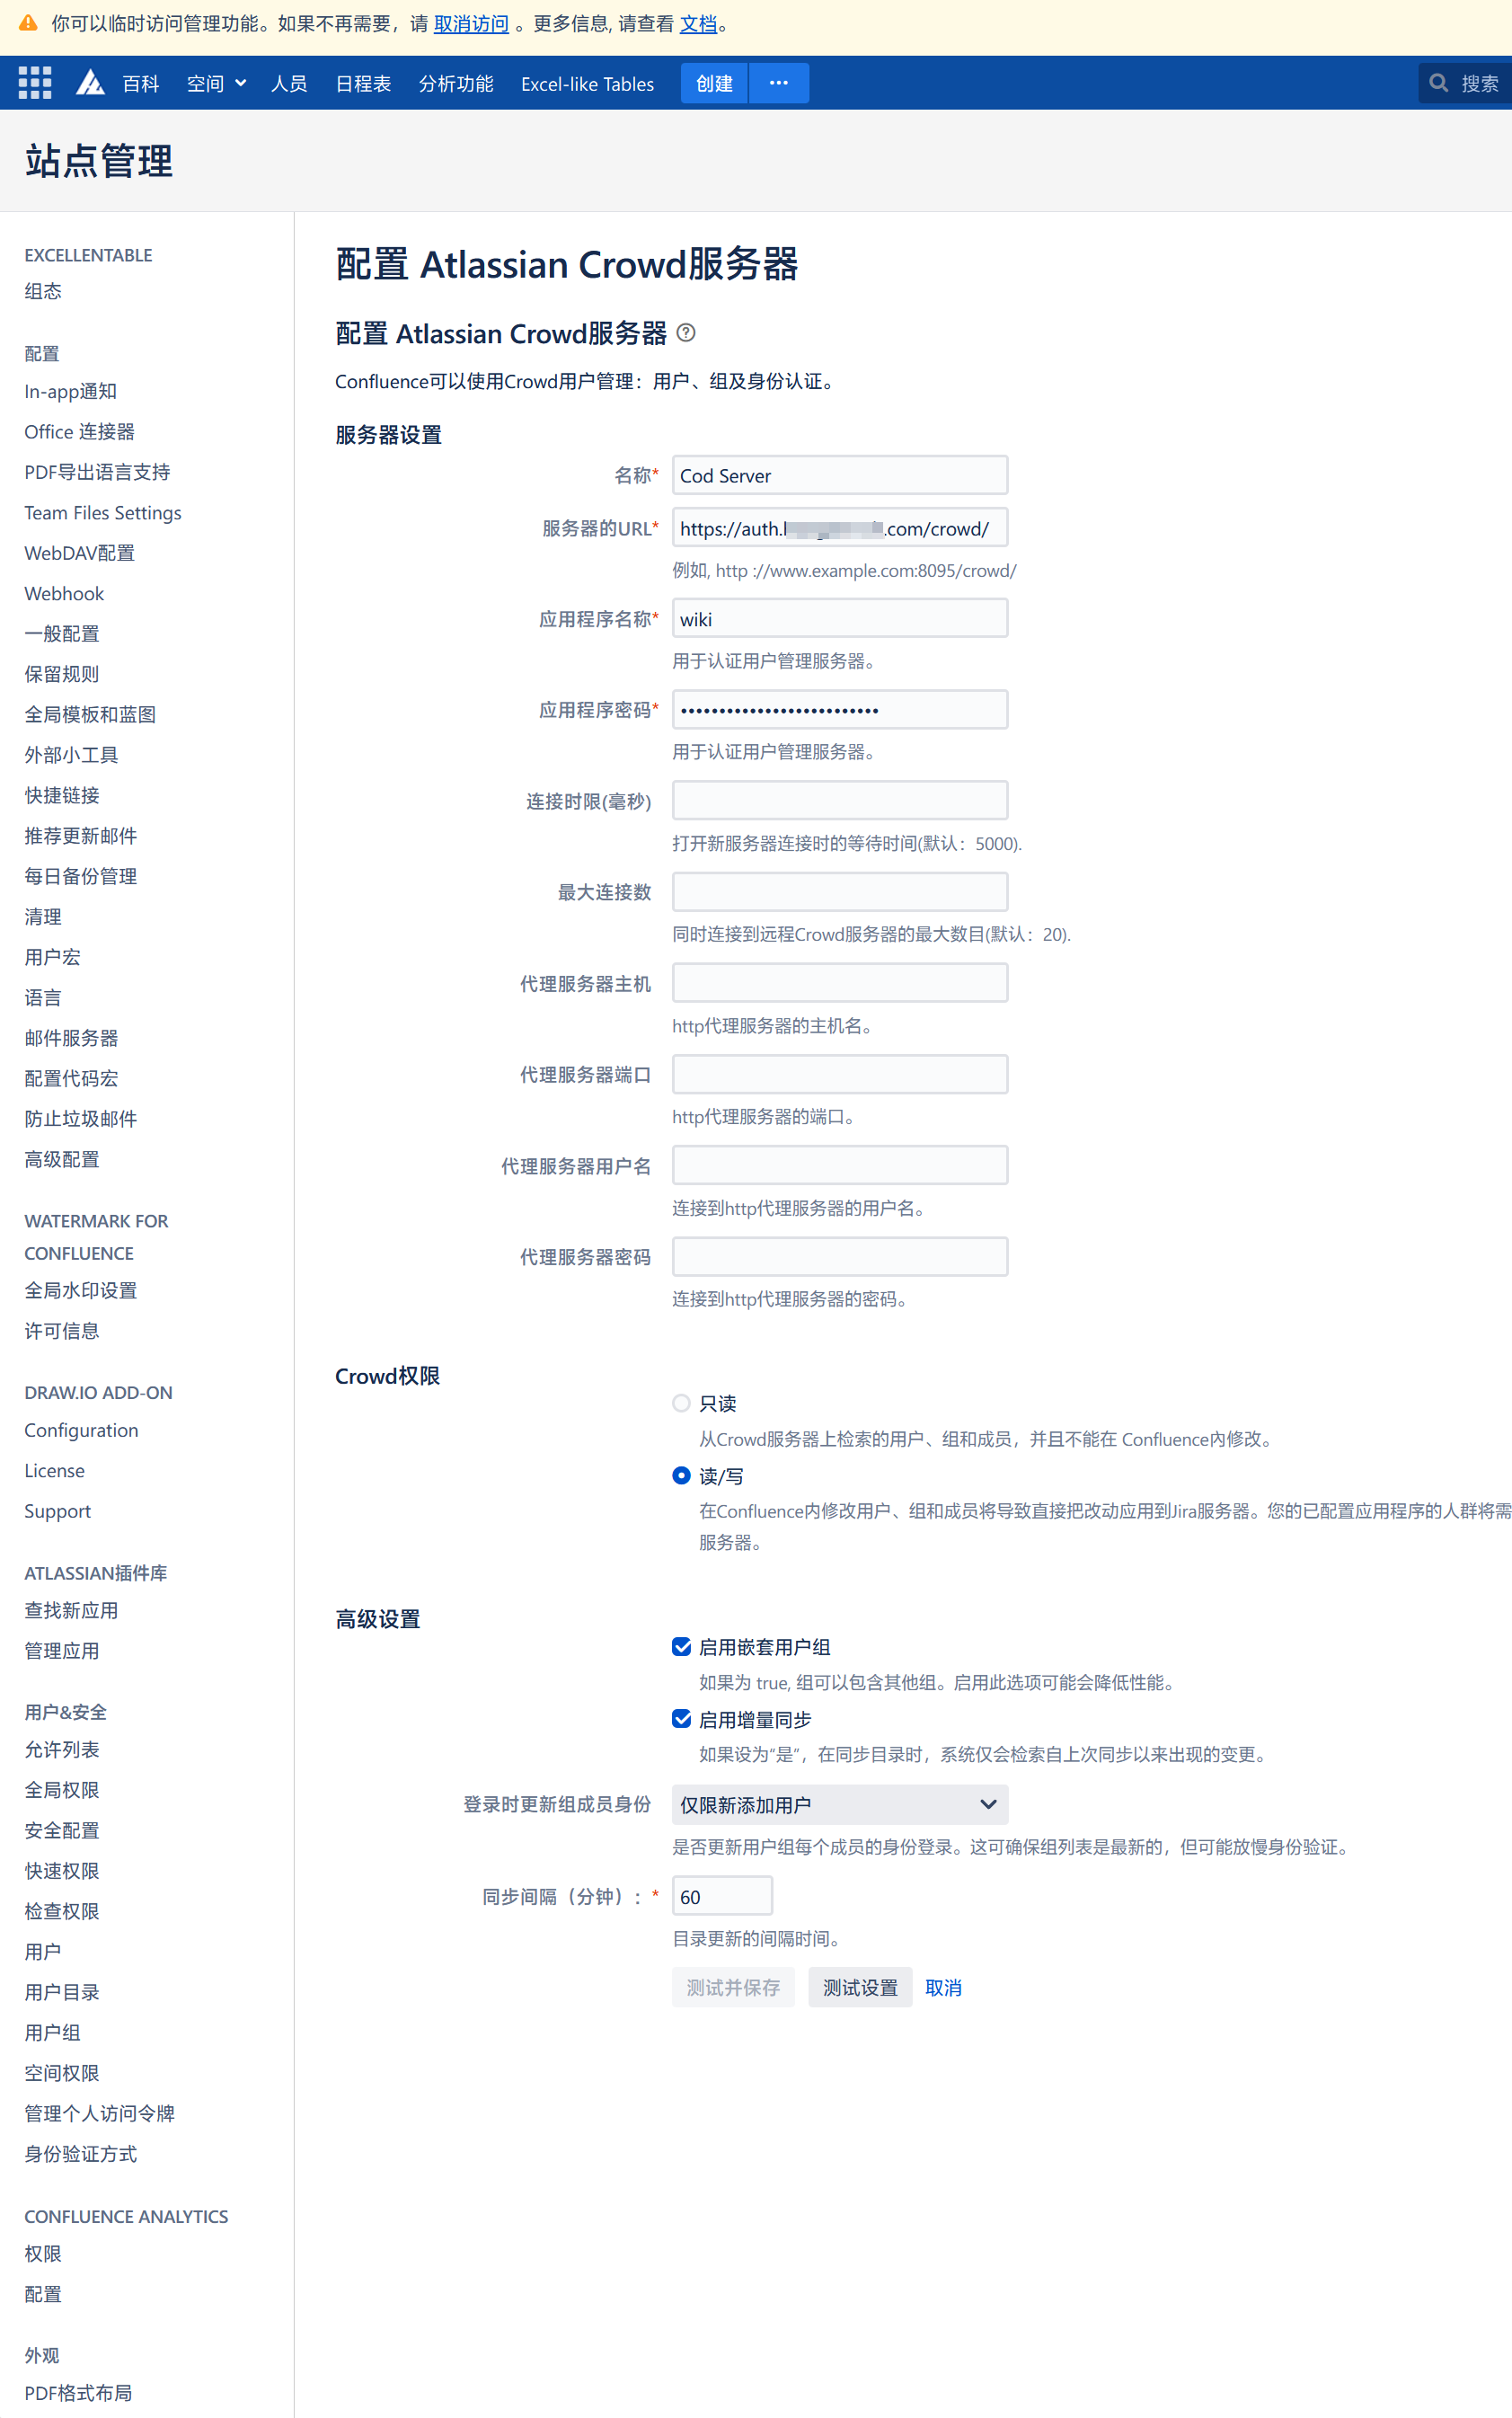 你可以临时访问管理功能。如果不再需要，请 取消访问 。更多信息, 请查看 文档。
百科 空间 人员 日程表 分析功能 Excel-like Tables 创建 ··· 搜索
站点管理
EXCELLENTABLE
组态
配置
In-app通知
Office 连接器
PDF导出语言支持
Team Files Settings
WebDAV配置
Webhook
一般配置
保留规则
全局模板和蓝图
外部小工具
快捷链接
推荐更新邮件
每日备份管理
清理
用户宏
语言
邮件服务器
配置代码宏
防止垃圾邮件
高级配置
WATERMARK FOR
CONFLUENCE
全局水印设置
许可信息
DRAW.IO ADD-ON
Configuration
License
Support
ATLASSIAN插件库
查找新应用
管理应用
用户&安全
允许列表
全局权限
安全配置
快速权限
检查权限
用户
用户目录
用户组
空间权限
管理个人访问令牌
身份验证方式
CONFLUENCE ANALYTICS
权限
配置
外观
PDF格式布局
配置 Atlassian Crowd服务器
配置 Atlassian Crowd服务器
Confluence可以使用Crowd用户管理：用户、组及身份认证。
服务器设置
名称* Cod Server
服务器的URL* https://auth. .com/crowd/
例如, http ://www.example.com:8095/crowd/
应用程序名称* wiki
用于认证用户管理服务器。
应用程序密码* ••••••••••••••••••••••••••
用于认证用户管理服务器。
连接时限(毫秒)
打开新服务器连接时的等待时间(默认：5000).
最大连接数
同时连接到远程Crowd服务器的最大数目(默认：20).
代理服务器主机
http代理服务器的主机名。
代理服务器端口
http代理服务器的端口。
代理服务器用户名
连接到http代理服务器的用户名。
代理服务器密码
连接到http代理服务器的密码。
Crowd权限
只读
从Crowd服务器上检索的用户、组和成员，并且不能在 Confluence内修改。
读/写
在Confluence内修改用户、组和成员将导致直接把改动应用到Jira服务器。您的已配置应用程序的人群将需
服务器。
高级设置
启用嵌套用户组
如果为 true, 组可以包含其他组。启用此选项可能会降低性能。
启用增量同步
如果设为“是”，在同步目录时，系统仅会检索自上次同步以来出现的变更。
登录时更新组成员身份 仅限新添加用户
是否更新用户组每个成员的身份登录。这可确保组列表是最新的，但可能放慢身份验证。
同步间隔（分钟）：* 60
目录更新的间隔时间。
测试并保存 测试设置 取消